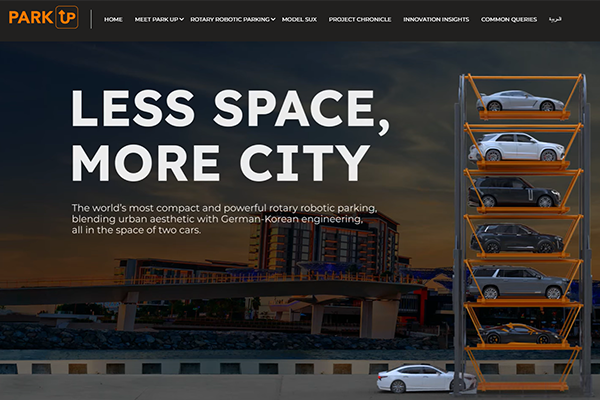 PARK UP
HOME
MEET PARK UP
ROTARY ROBOTIC PARKING
MODEL SUX
PROJECT CHRONICLE
INNOVATION INSIGHTS
COMMON QUERIES
LESS SPACE,
MORE CITY
The world's most compact and powerful rotary robotic parking,
blending urban aesthetic with German-Korean engineering,
all in the space of two cars.